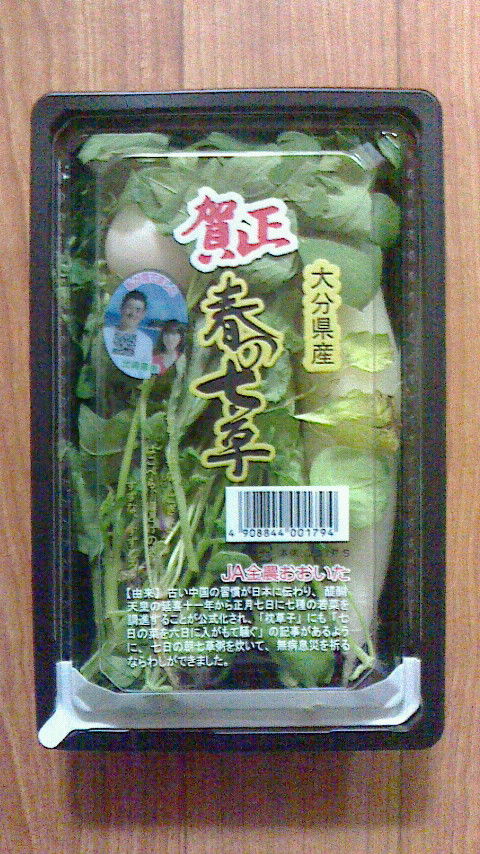 賀正
大分県産
春の七草
4 908844 001794
JA全農おおいた
【由来】古い中国の習慣が日本に伝わり、醍醐
天皇の延喜十一年から正月七日に七種の若菜を
調進することが公式化され、「枕草子」にも「七
日の菜を六日に人がもて騒ぐ」の記事があるよう
に、七日の朝七草粥を炊いて、無病息災を祈る
ならわしができました。